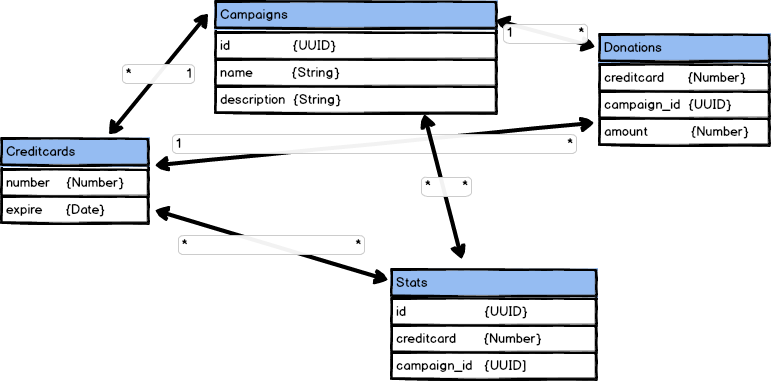 Campaigns
id {UUID}
name {String}
description {String}
1 *
Donations
creditcard {Number}
campaign_id {UUID}
amount {Number}
* 1
1 *
Creditcards
number {Number}
expire {Date}
* *
* *
Stats
id {UUID}
creditcard {Number}
campaign_id {UUID]